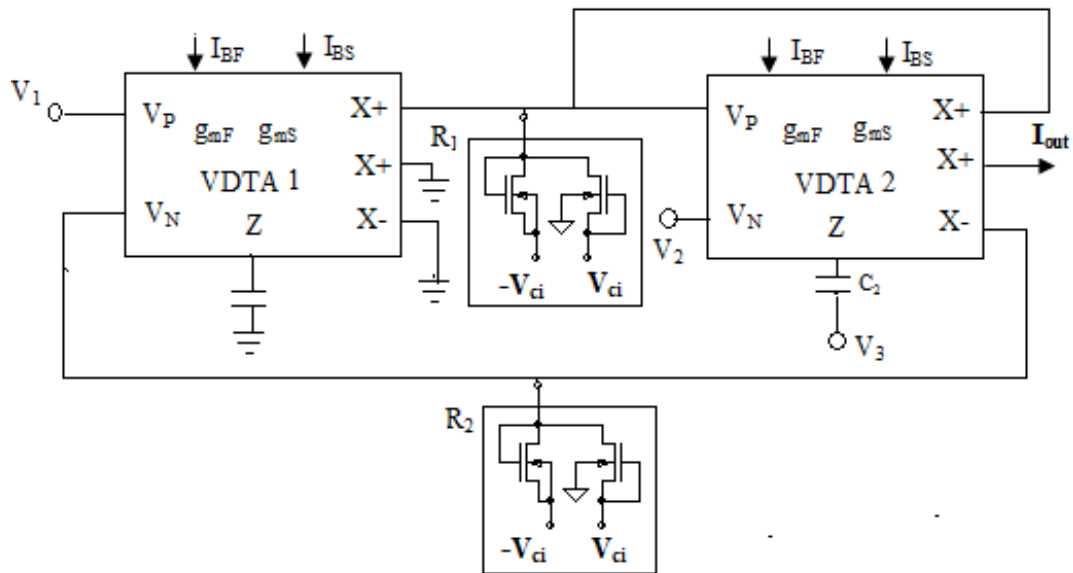 V1
IBF
IBS
VP
gmF gmS
VDTA 1
VN
Z
X+
X+
X-
R1
-Vci Vci
IBF
IBS
VP
gmF gmS
VDTA 2
VN
Z
X+
X+
X-
Iout
V2
C2
V3
R2
-Vci Vci